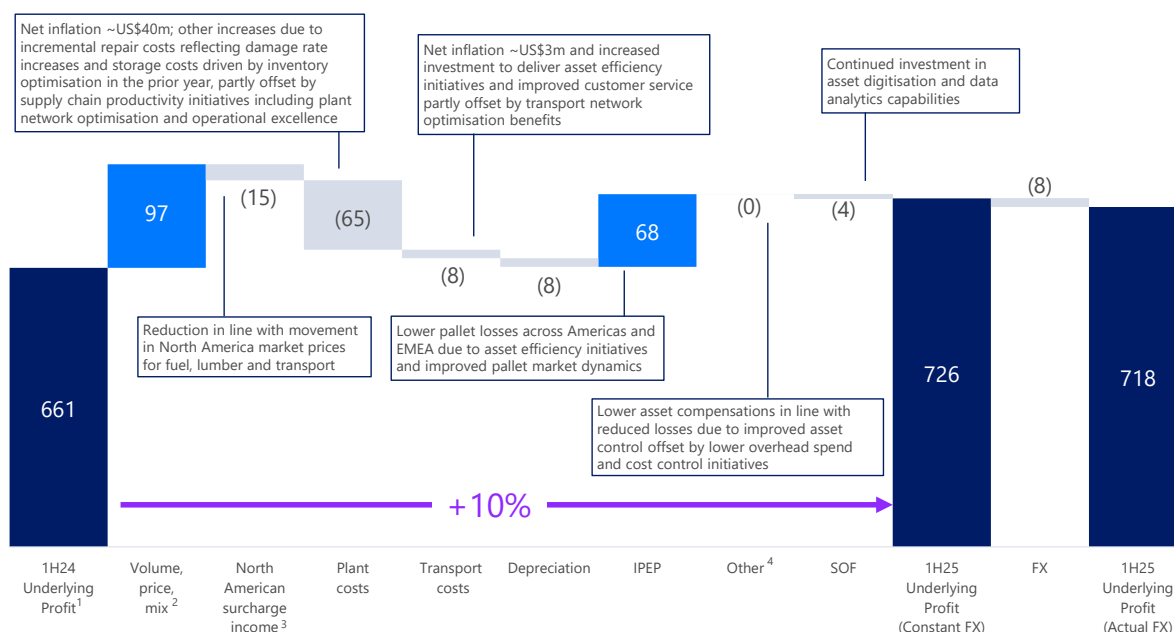 Net inflation ~US$40m; other increases due to
incremental repair costs reflecting damage rate
increases and storage costs driven by inventory
optimisation in the prior year, partly offset by
supply chain productivity initiatives including plant
network optimisation and operational excellence
Net inflation ~US$3m and increased
investment to deliver asset efficiency
initiatives and improved customer service
partly offset by transport network
optimisation benefits
Continued investment in
asset digitisation and data
analytics capabilities
661
97
(15)
(65)
(8)
(8)
68
(0)
(4)
726
(8)
718
Reduction in line with movement
in North America market prices
for fuel, lumber and transport
Lower pallet losses across Americas and
EMEA due to asset efficiency initiatives
and improved pallet market dynamics
Lower asset compensations in line with
reduced losses due to improved asset
control offset by lower overhead spend
and cost control initiatives
+10%
1H24
Underlying
Profit¹
Volume,
price,
mix ²
North
American
surcharge
income ³
Plant
costs
Transport
costs
Depreciation
IPEP
Other ⁴
SOF
1H25
Underlying
Profit
(Constant FX)
FX
1H25
Underlying
Profit
(Actual FX)